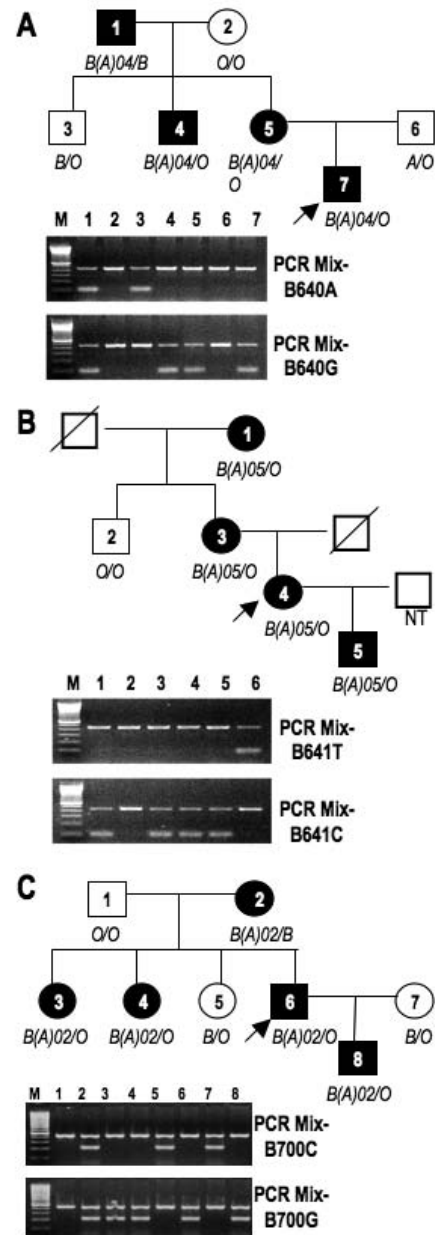 A
1 2
B(A)04/B O/O
3 4 5 6
B/O B(A)04/O B(A)04/ A/O
O
7
B(A)04/O
M 1 2 3 4 5 6 7
PCR Mix-
B640A
PCR Mix-
B640G
B
1
B(A)05/O
2 3
O/O B(A)05/O
4
B(A)05/O NT
5
B(A)05/O
M 1 2 3 4 5 6
PCR Mix-
B641T
PCR Mix-
B641C
C
1 2
O/O B(A)02/B
3 4 5 6 7
B(A)02/O B(A)02/O B/O B(A)02/O B/O
8
B(A)02/O
M 1 2 3 4 5 6 7 8
PCR Mix-
B700C
PCR Mix-
B700G